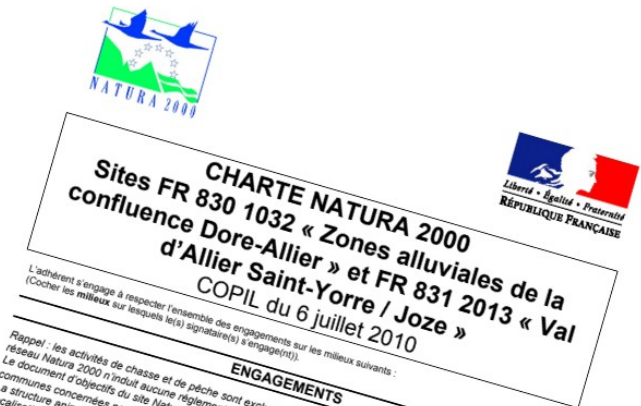 NATURA 2000
Liberté • Égalité • Fraternité
RÉPUBLIQUE FRANÇAISE
CHARTE NATURA 2000
Sites FR 830 1032 « Zones alluviales de la
confluence Dore-Allier » et FR 831 2013 « Val
d'Allier Saint-Yorre / Joze »
COPIL du 6 juillet 2010
L'adhérent s'engage à respecter l'ensemble des engagements sur les milieux suivants :
(Cocher les milieux sur lesquels le(s) signataire(s) s'engage(nt)).
ENGAGEMENTS
Rappel : les activités de chasse et de pêche sont
réseau Natura 2000 n'induit aucune
Le document d'objectifs du site
communes concernées
a structure